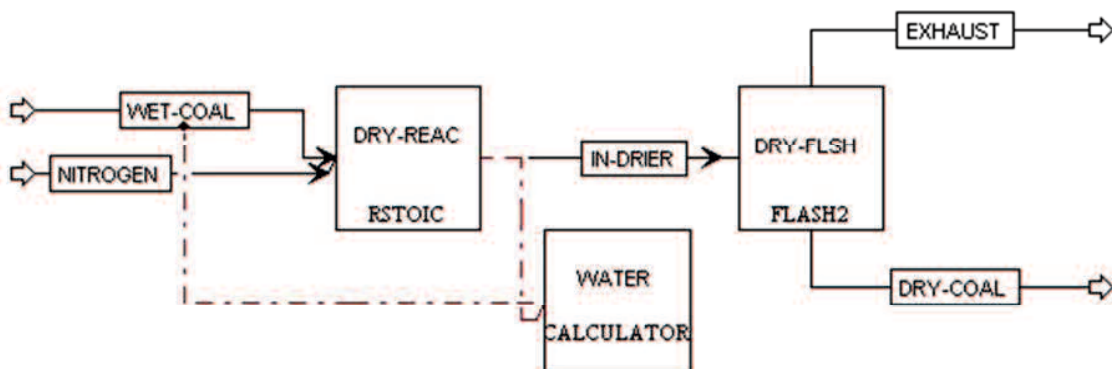 EXHAUST
WET-COAL
DRY-REAC
IN-DRIER
DRY-FLSH
NITROGEN
RSTOIC
FLASH2
WATER
DRY-COAL
CALCULATOR